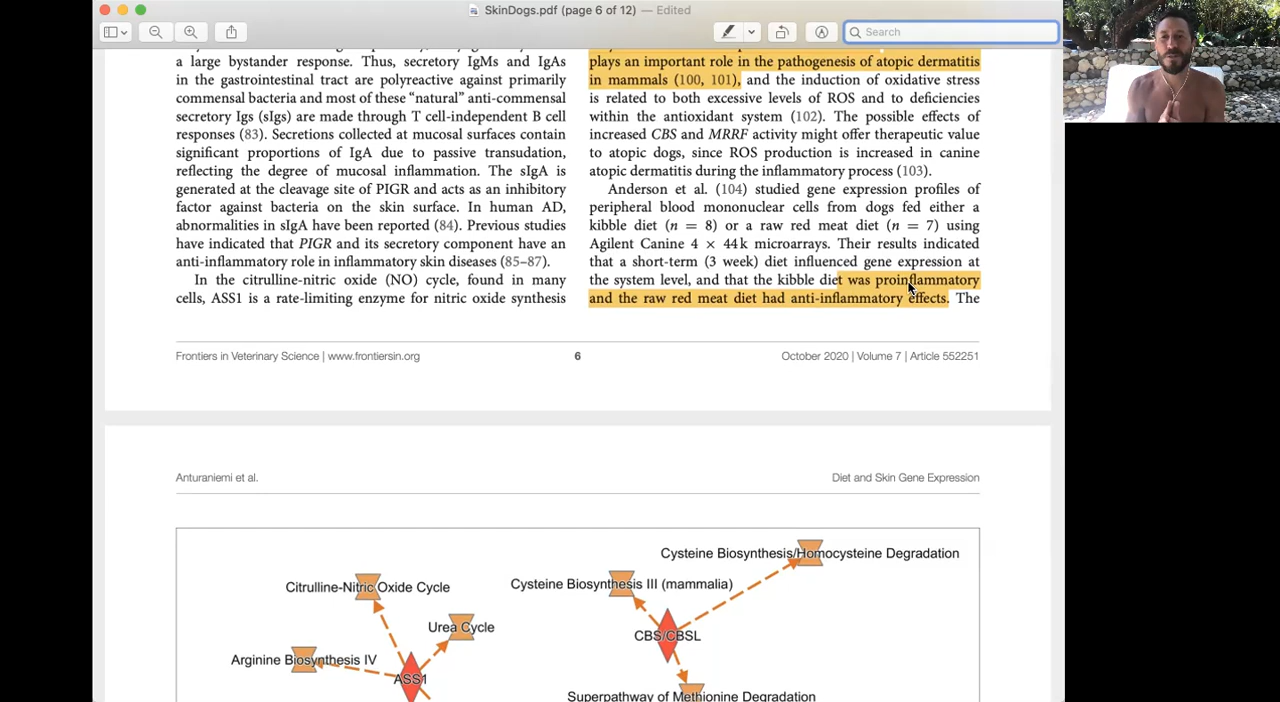 SkinDogs.pdf (page 6 of 12) — Edited
Search
a large bystander response. Thus, secretory IgMs and IgAs
in the gastrointestinal tract are polyreactive against primarily
commensal bacteria and most of these “natural” anti-commensal
secretory Igs (sIgs) are made through T cell-independent B cell
responses (83). Secretions collected at mucosal surfaces contain
significant proportions of IgA due to passive transudation,
reflecting the degree of mucosal inflammation. The sIgA is
generated at the cleavage site of PIGR and acts as an inhibitory
factor against bacteria on the skin surface. In human AD,
abnormalities in sIgA have been reported (84). Previous studies
have indicated that PIGR and its secretory component have an
anti-inflammatory role in inflammatory skin diseases (85–87).
In the citrulline-nitric oxide (NO) cycle, found in many
cells, ASS1 is a rate-limiting enzyme for nitric oxide synthesis
plays an important role in the pathogenesis of atopic dermatitis
in mammals (100, 101), and the induction of oxidative stress
is related to both excessive levels of ROS and to deficiencies
within the antioxidant system (102). The possible effects of
increased CBS and MRRF activity might offer therapeutic value
to atopic dogs, since ROS production is increased in canine
atopic dermatitis during the inflammatory process (103).
Anderson et al. (104) studied gene expression profiles of
peripheral blood mononuclear cells from dogs fed either a
kibble diet (n = 8) or a raw red meat diet (n = 7) using
Agilent Canine 4 × 44 k microarrays. Their results indicated
that a short-term (3 week) diet influenced gene expression at
the system level, and that the kibble diet was proinflammatory
and the raw red meat diet had anti-inflammatory effects. The
Frontiers in Veterinary Science | www.frontiersin.org
6
October 2020 | Volume 7 | Article 552251
Anturaniemi et al.
Diet and Skin Gene Expression
Cysteine Biosynthesis/Homocysteine Degradation
Citrulline-Nitric Oxide Cycle
Cysteine Biosynthesis III (mammalia)
Urea Cycle
CBS/CBSL
Arginine Biosynthesis IV
ASS1
Superpathway of Methionine Degradation